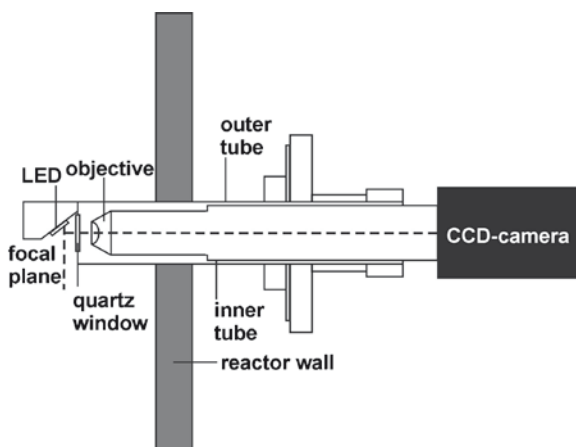 outer
tube
LED
objective
CCD-camera
focal
plane
quartz
window
inner
tube
reactor wall